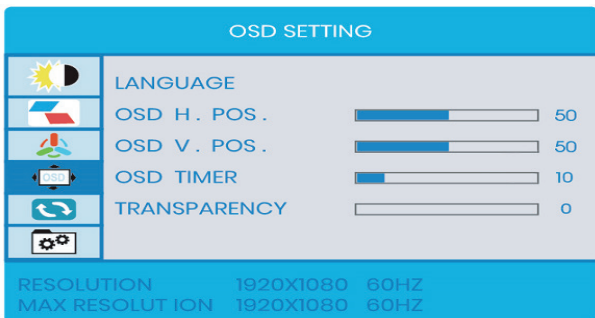 OSD SETTING
LANGUAGE
OSD H. POS. 50
OSD V. POS. 50
OSD
OSD TIMER 10
TRANSPARENCY 0
RESOLUTION 1920X1080 60HZ
MAX RESOLUT ION 1920X1080 60HZ